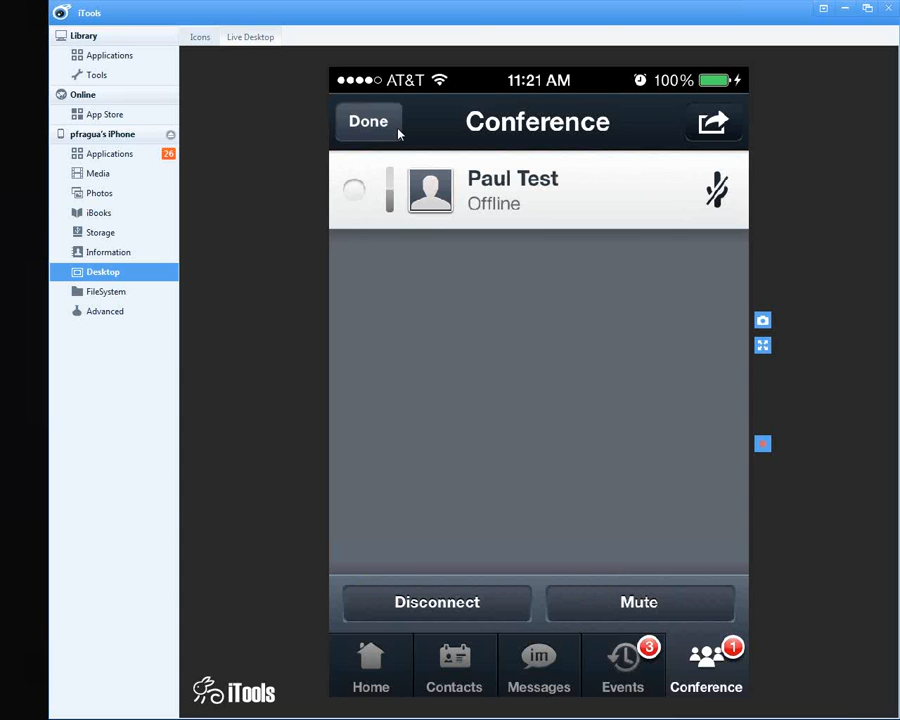 iTools
Library
Icons
Live Desktop
Applications
Tools
Online
App Store
pfragua's iPhone
Applications
26
Media
Photos
iBooks
Storage
Information
Desktop
FileSystem
Advanced
AT&T
11:21 AM
100%
Done
Conference
Paul Test
Offline
Disconnect
Mute
im
3
1
Home
Contacts
Messages
Events
Conference
iTools